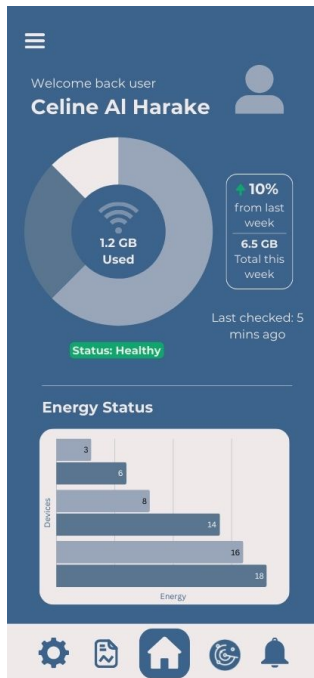 Welcome back user
Celine Al Harake
1.2 GB
Used
10%
from last
week
6.5 GB
Total this
week
Last checked: 5
mins ago
Status: Healthy
Energy Status
Devices
3
6
8
14
16
18
Energy